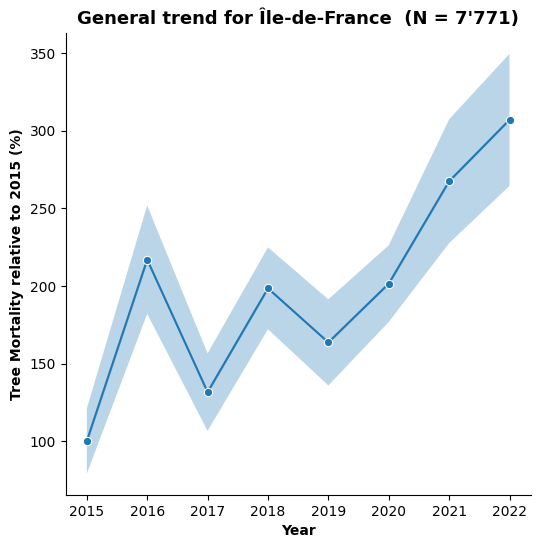 General trend for Île-de-France  (N = 7'771)
Tree Mortality relative to 2015 (%)
350
300
250
200
150
100
2015 2016 2017 2018 2019 2020 2021 2022
Year